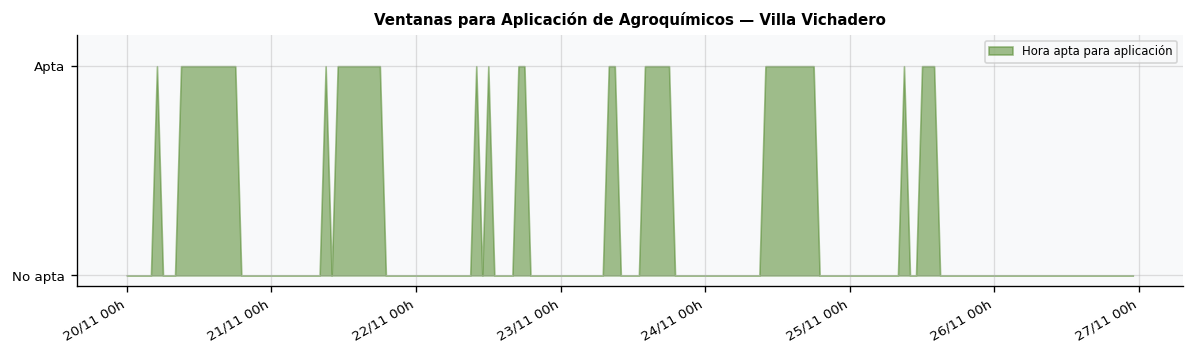 Ventanas para Aplicación de Agroquímicos — Villa Vichadero
Hora apta para aplicación
Apta
No apta
20/11 00h
21/11 00h
22/11 00h
23/11 00h
24/11 00h
25/11 00h
26/11 00h
27/11 00h